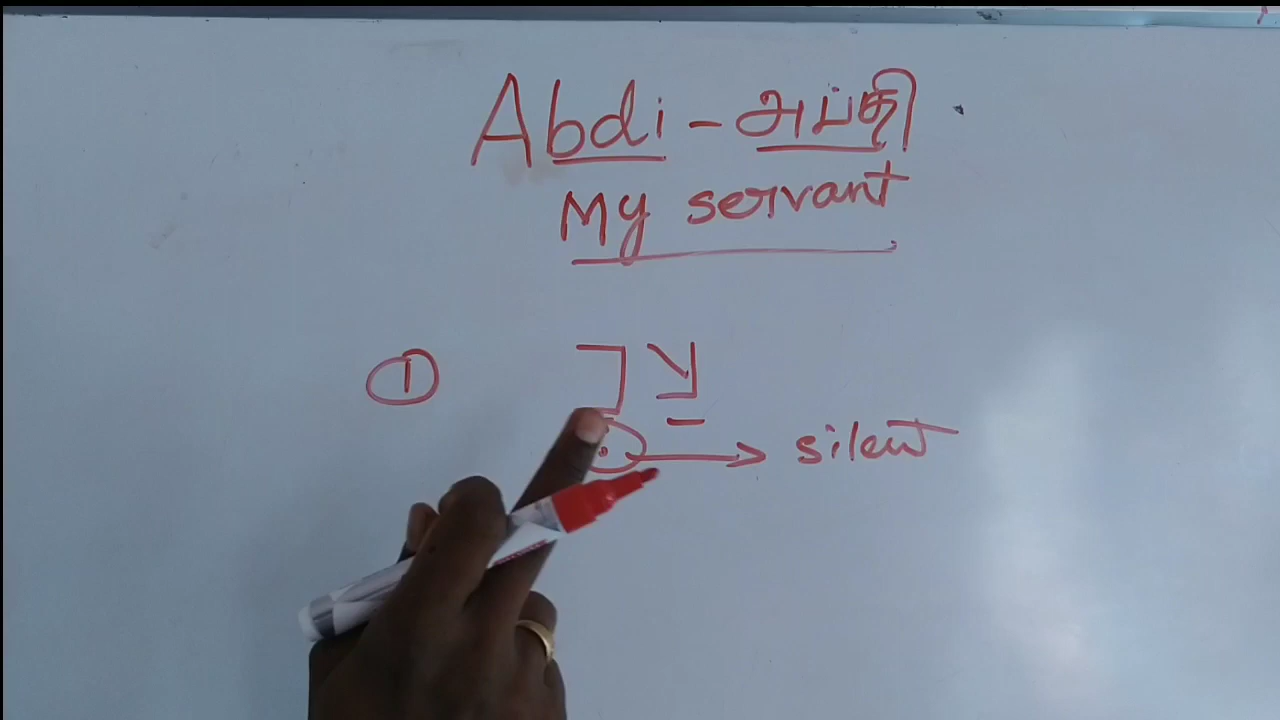 Abdi - அப்தி
My servant
① עַבְ
→ silent